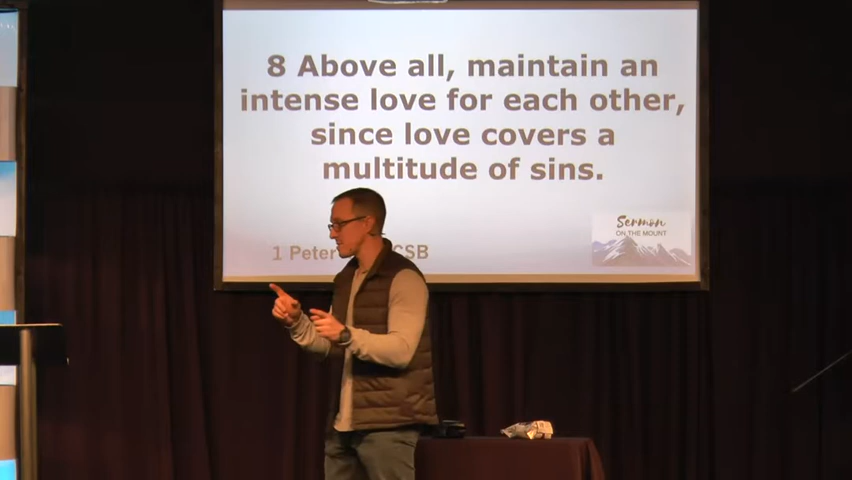 8 Above all, maintain an
intense love for each other,
since love covers a
multitude of sins.
1 Peter CSB
Sermon
ON THE MOUNT